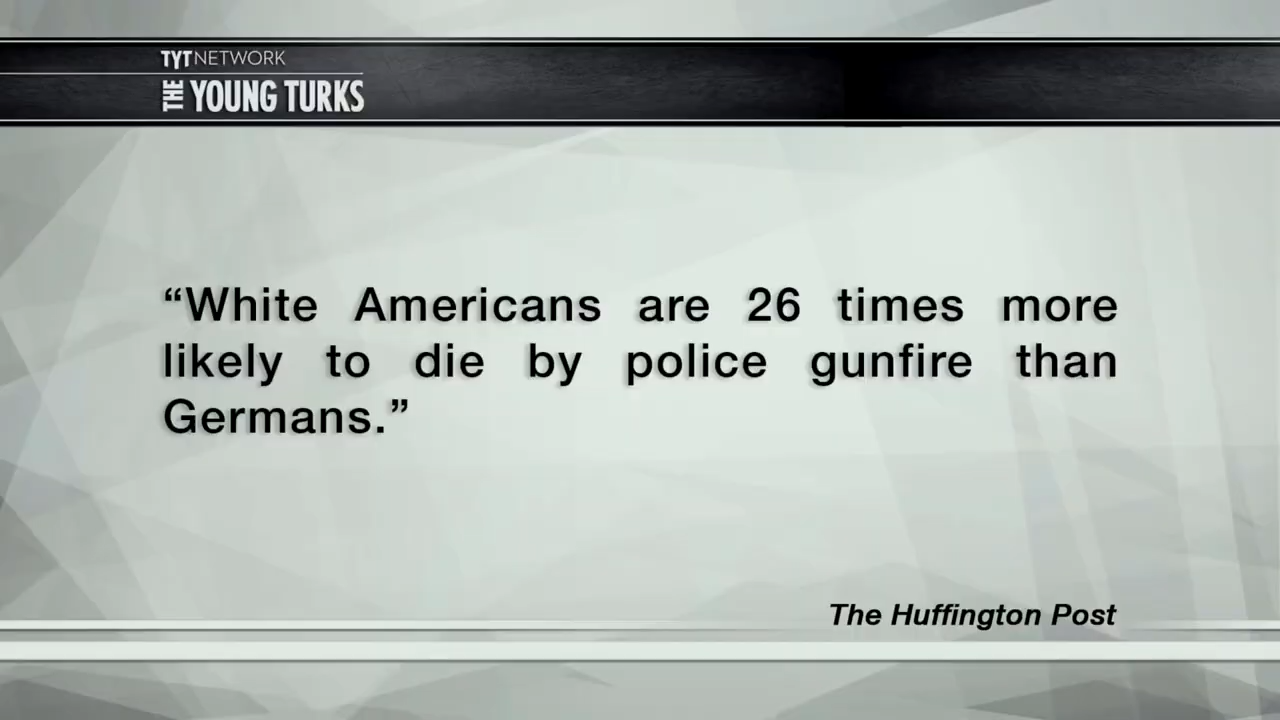 TYTNETWORK
THE YOUNG TURKS
“White Americans are 26 times more
likely to die by police gunfire than
Germans.”
The Huffington Post